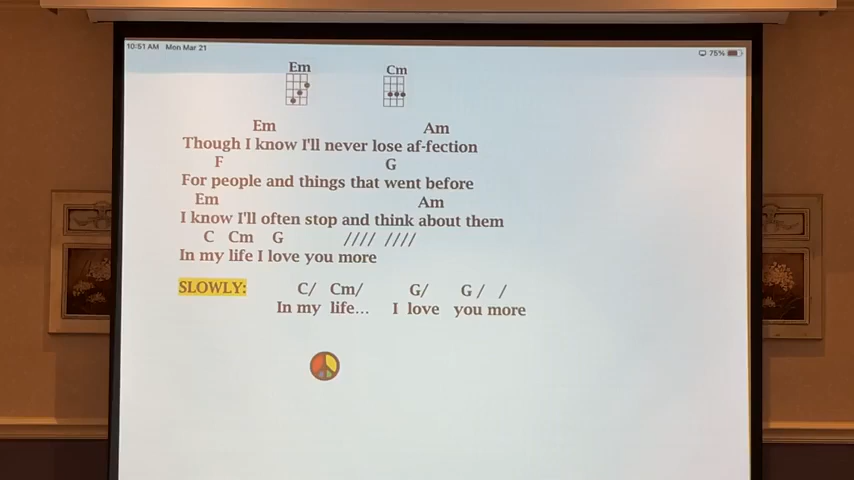 10:51 AM Mon Mar 21
75%
Em Cm
Em Am
Though I know I'll never lose af-fection
F G
For people and things that went before
Em Am
I know I'll often stop and think about them
C Cm G //// ////
In my life I love you more
SLOWLY: C/ Cm/ G/ G/ /
In my life... I love you more